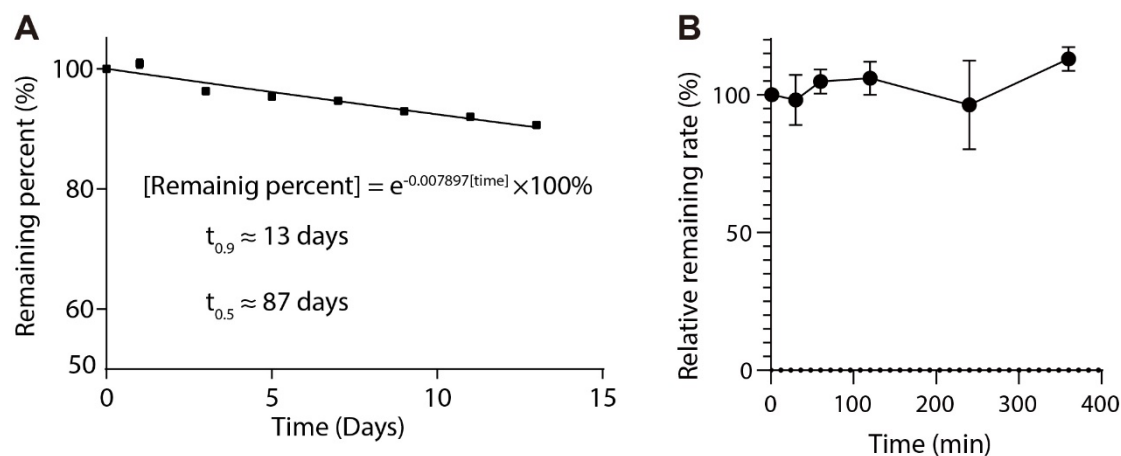 A
Remaining percent (%)
100
80
60
50
[Remainig percent] = e^-0.007897[time] ×100%
t0.9 ≈ 13 days
t0.5 ≈ 87 days
0 5 10 15
Time (Days)
B
Relative remaining rate (%)
100
50
0
0 100 200 300 400
Time (min)